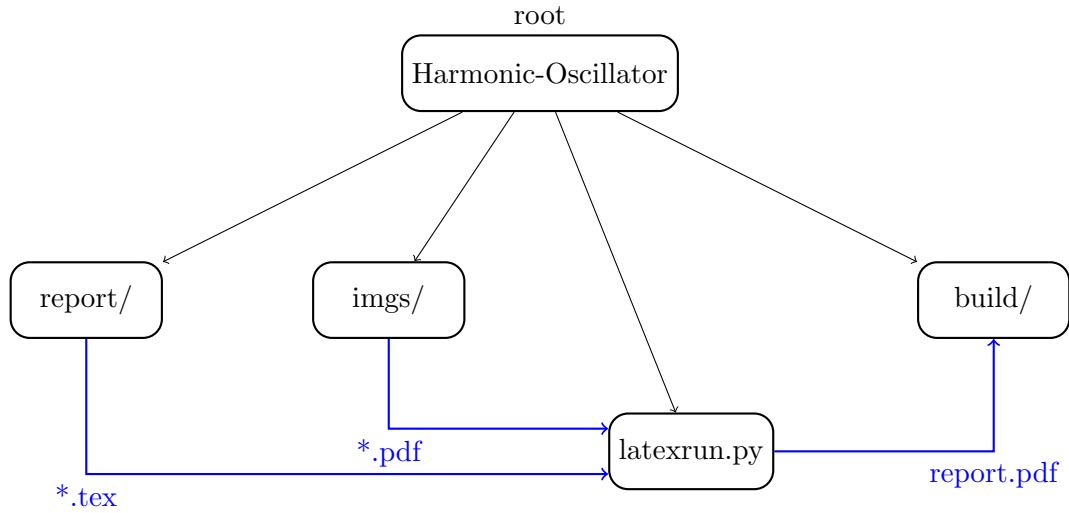 root
Harmonic-Oscillator
report/
imgs/
build/
*.pdf
latexrun.py
report.pdf
*.tex